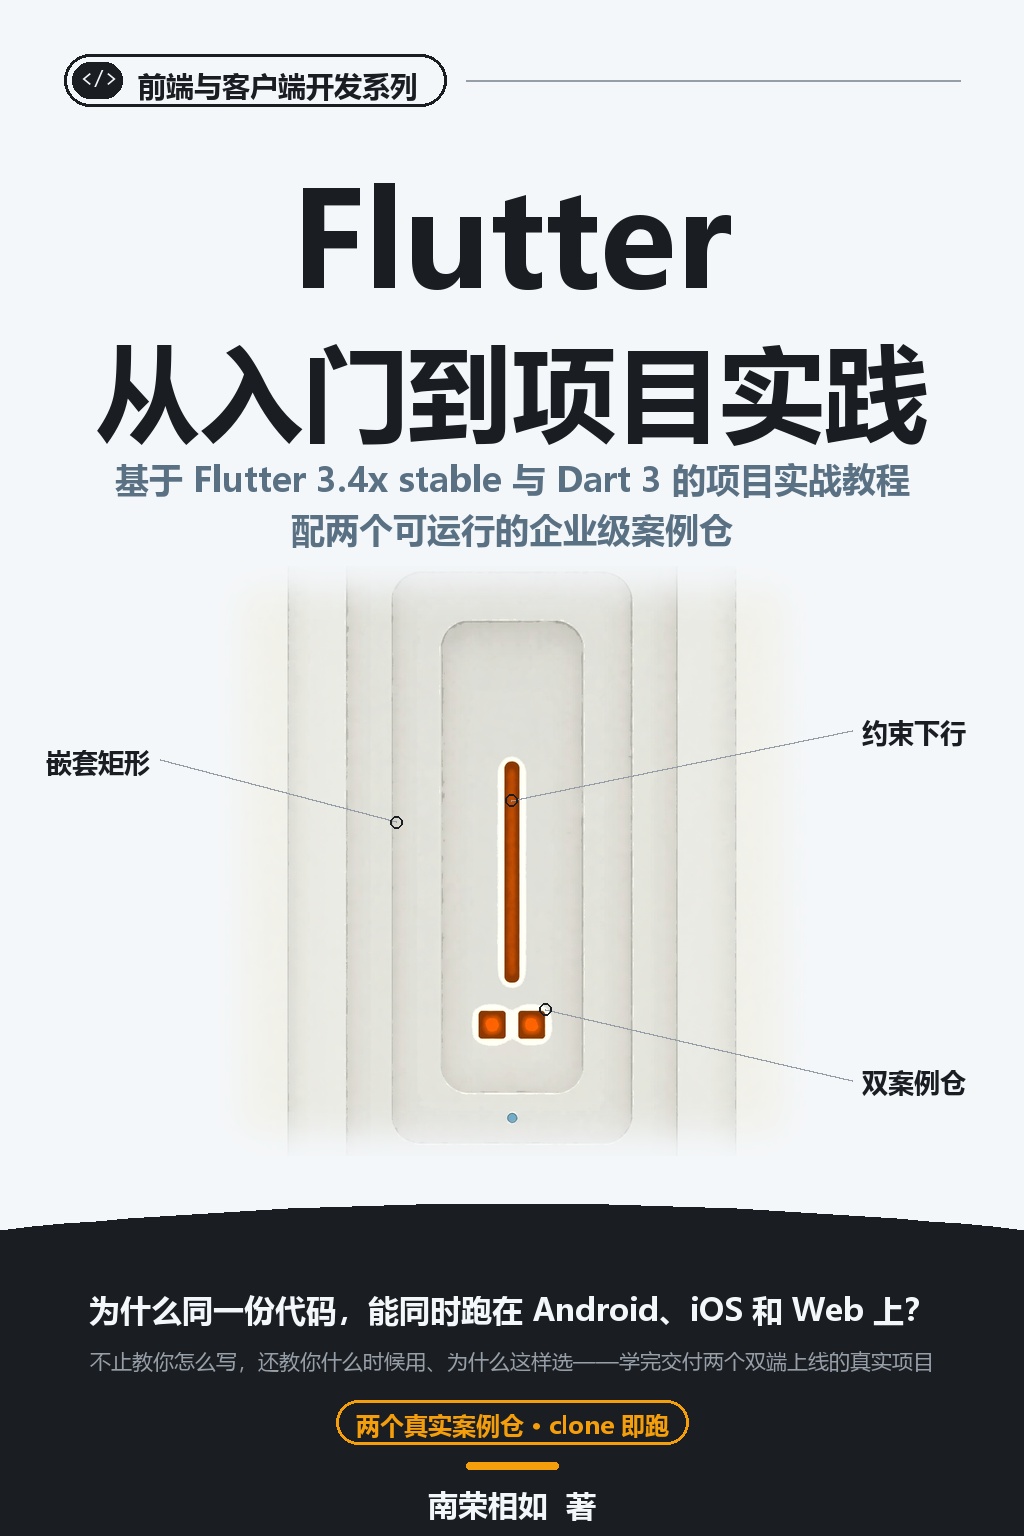 </> 前端与客户端开发系列
Flutter
从入门到项目实践
基于 Flutter 3.4x stable 与 Dart 3 的项目实战教程
配两个可运行的企业级案例仓
约束下行
嵌套矩形
双案例仓
为什么同一份代码，能同时跑在 Android、iOS 和 Web 上？
不止教你怎么写，还教你什么时候用、为什么这样选——学完交付两个双端上线的真实项目
两个真实案例仓·clone 即跑
南荣相如 著